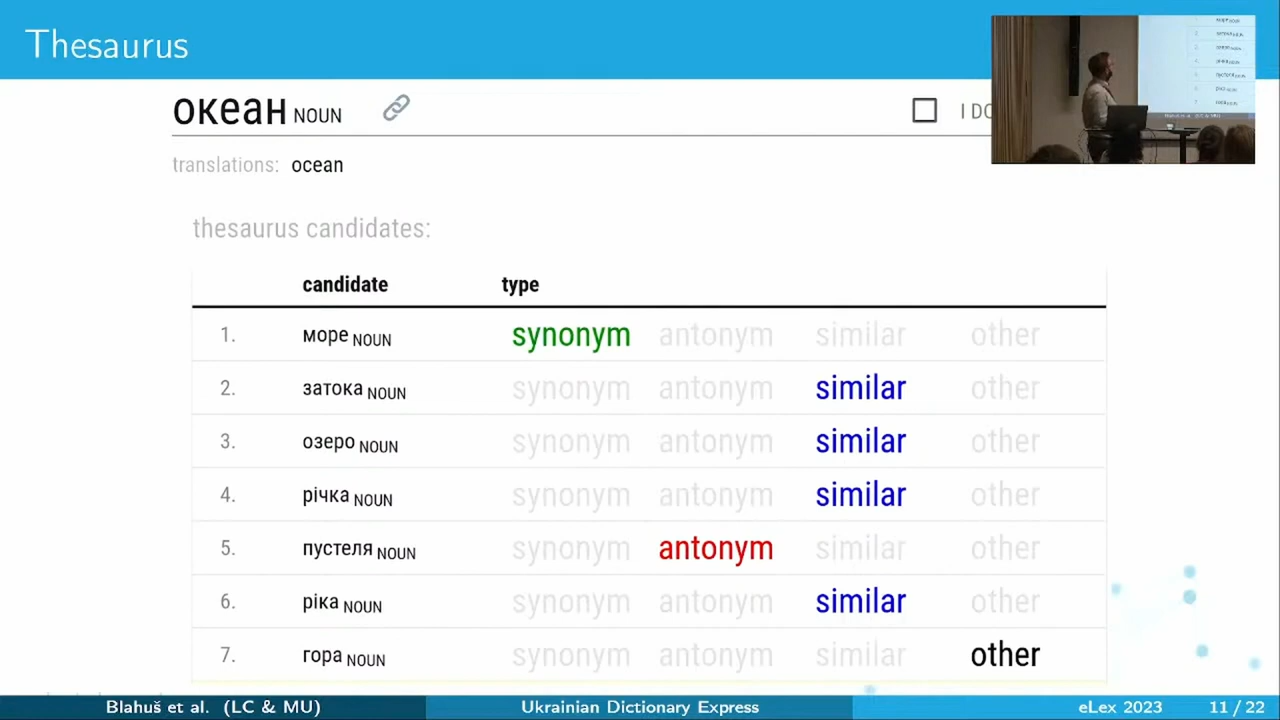 Thesaurus
океан NOUN
I DO
translations: ocean
thesaurus candidates:
candidate type
1. море NOUN synonym antonym similar other
2. затока NOUN synonym antonym similar other
3. озеро NOUN synonym antonym similar other
4. річка NOUN synonym antonym similar other
5. пустеля NOUN synonym antonym similar other
6. ріка NOUN synonym antonym similar other
7. гора NOUN synonym antonym similar other
Blahuš et al. (LC & MU) Ukrainian Dictionary Express eLex 2023 11 / 22